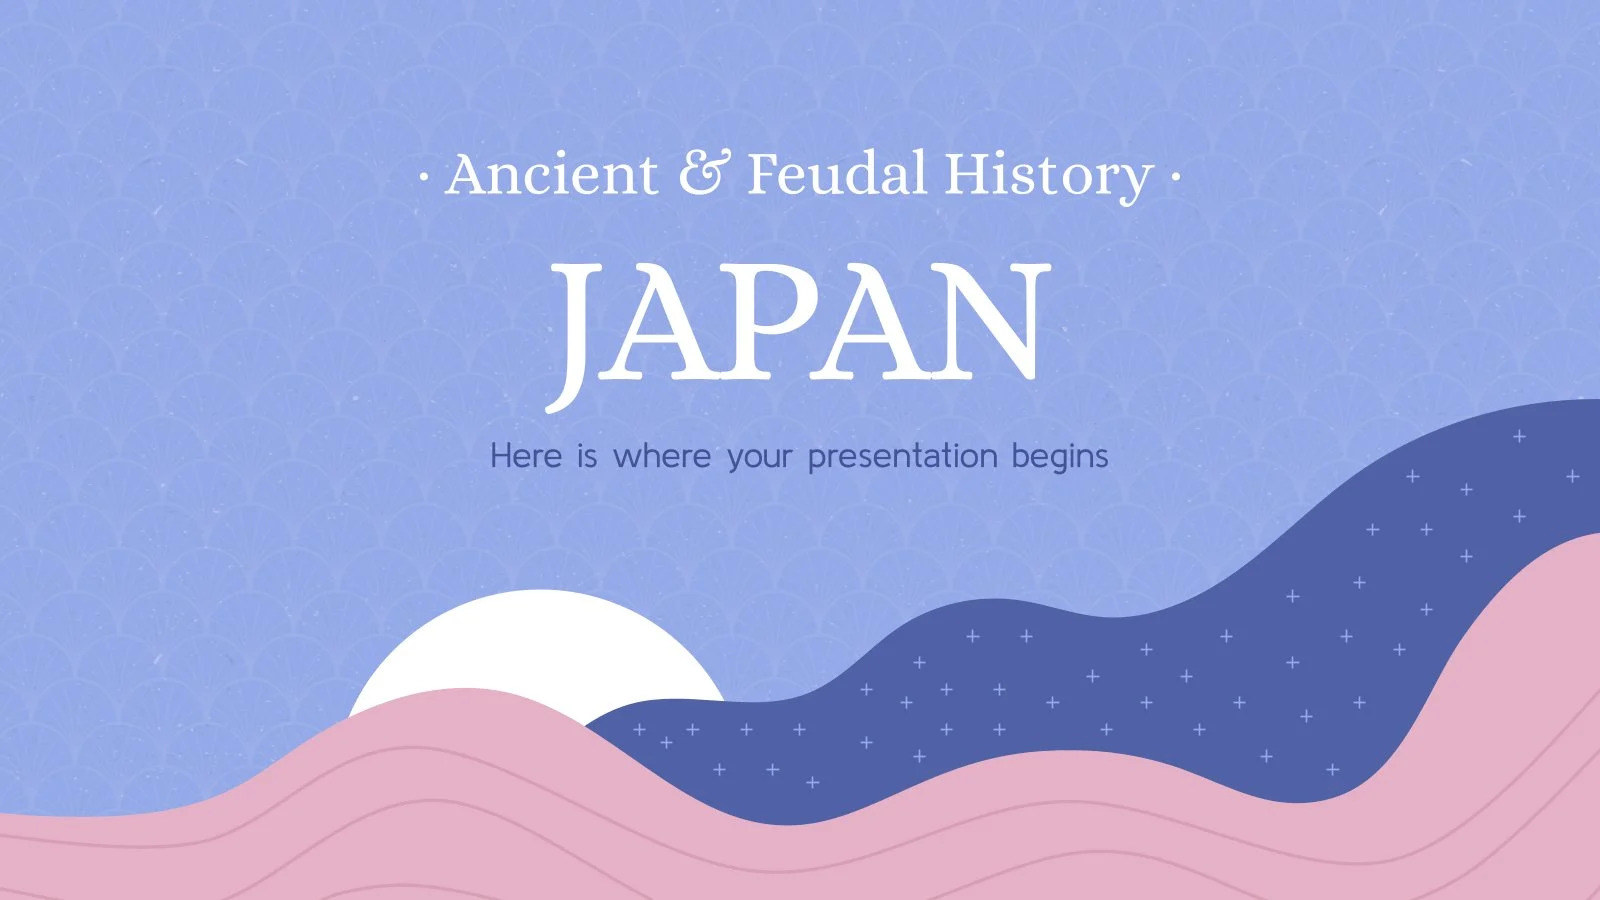 · Ancient & Feudal History ·
JAPAN
Here is where your presentation begins